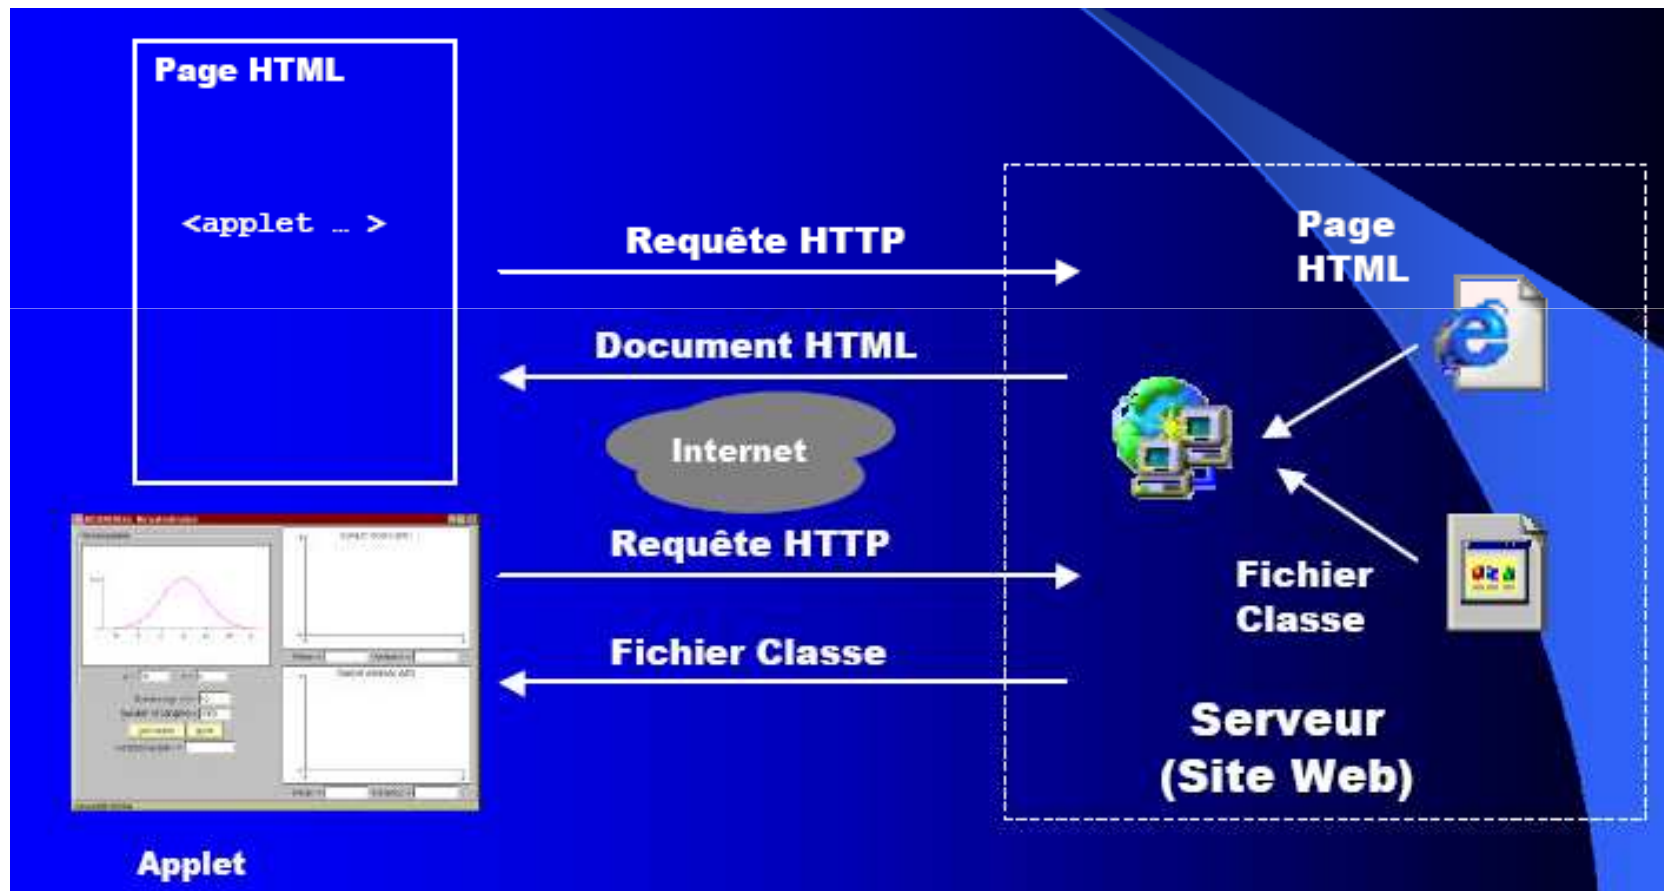 Page HTML
<applet … >
Requête HTTP
Document HTML
Internet
Requête HTTP
Fichier Classe
Applet
Page
HTML
Fichier
Classe
Serveur
(Site Web)